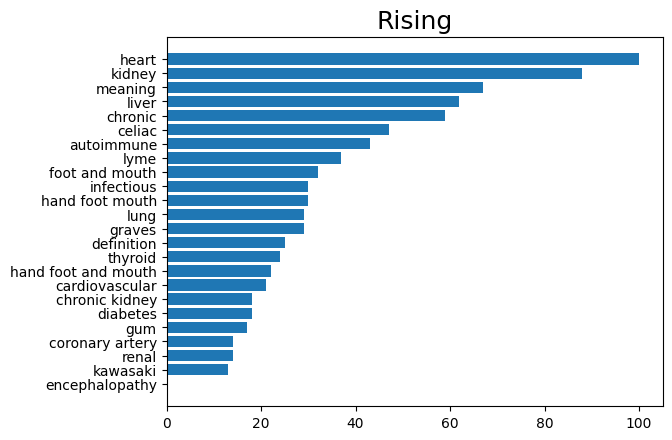 Rising
heart
kidney
meaning
liver
chronic
celiac
autoimmune
lyme
foot and mouth
infectious
hand foot mouth
lung
graves
definition
thyroid
hand foot and mouth
cardiovascular
chronic kidney
diabetes
gum
coronary artery
renal
kawasaki
encephalopathy
0 20 40 60 80 100